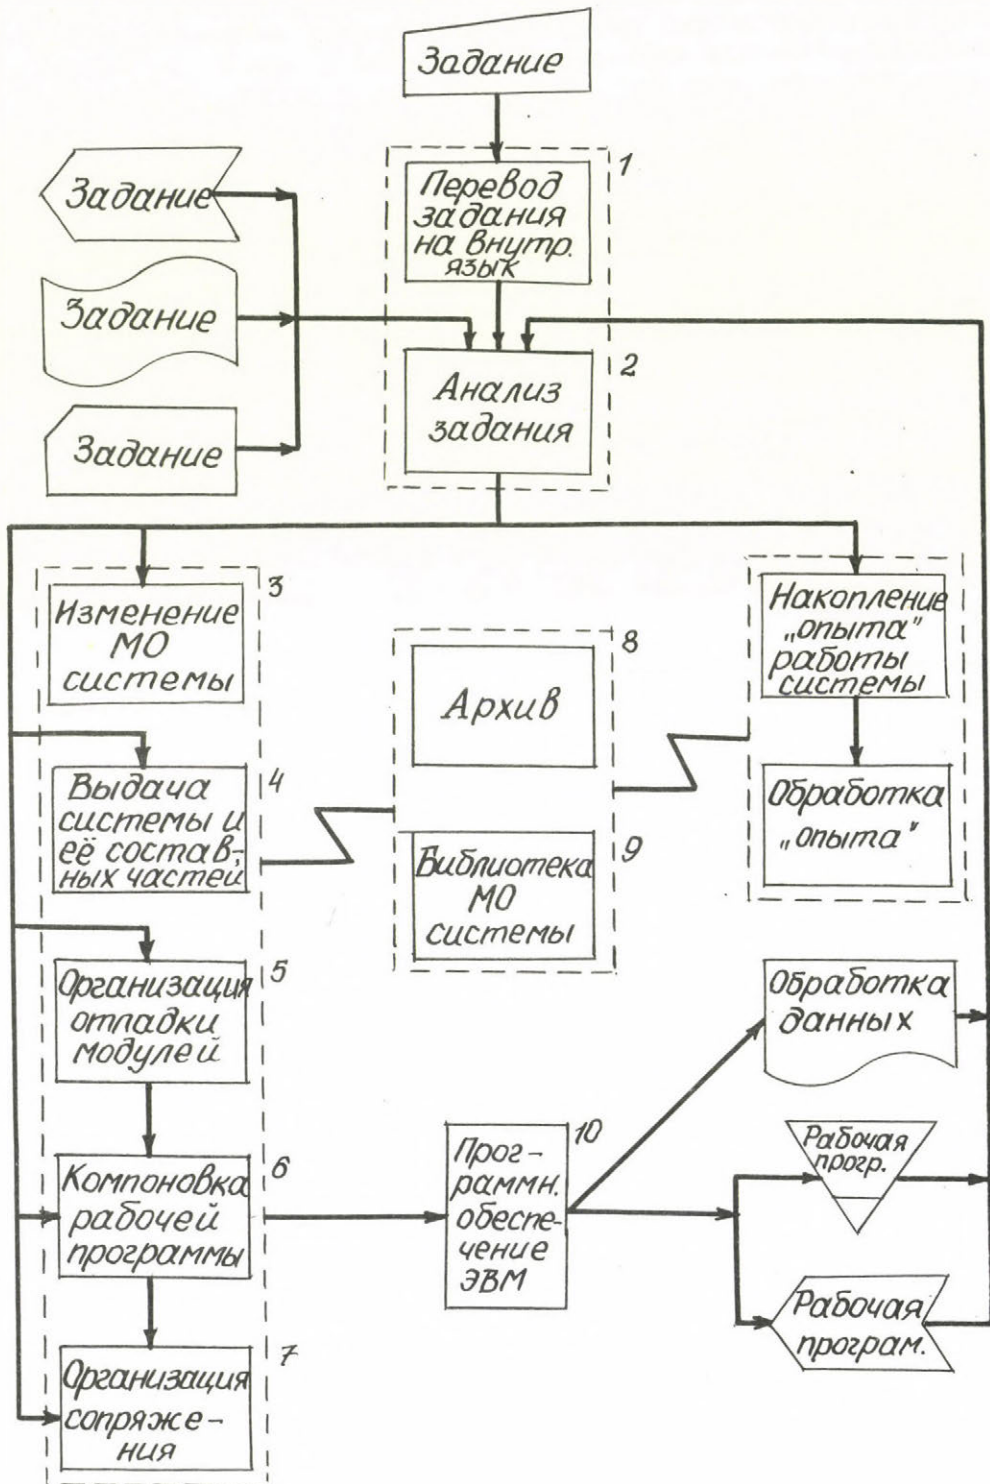 Задание
1
Перевод
задания
на внутр.
язык
Задание
Задание
Задание
2
Анализ
задания
3
Изменение
МО
системы
4
Выдача
системы и
её состав-
ных частей
5
Организация
отладки
модулей
6
Компоновка
рабочей
программы
7
Организация
сопряже-
ния
8
Архив
9
Библиотека
МО
системы
Накопление
„опыта"
работы
системы
Обработка
„опыта"
10
Прог-
раммн.
обеспе-
чение
ЭВМ
Обработка
данных
Рабочая
прогр.
Рабочая
програм.